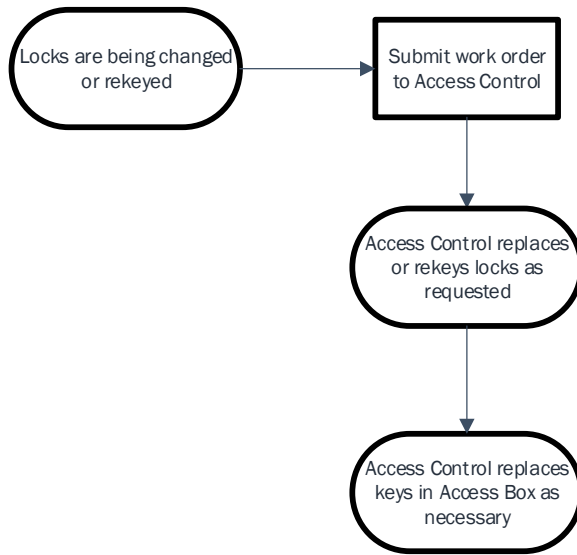 Locks are being changed
or rekeyed
Submit work order
to Access Control
Access Control replaces
or rekeys locks as
requested
Access Control replaces
keys in Access Box as
necessary